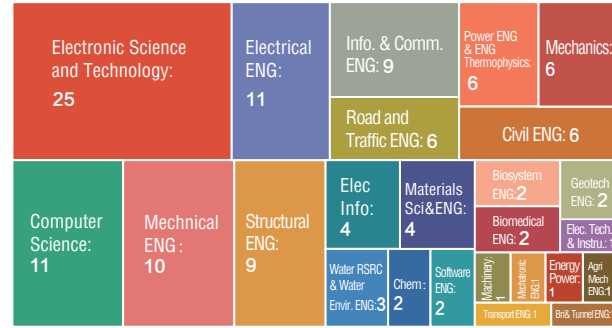 Electronic Science
and Technology:
25
Electrical
ENG:
11
Info. & Comm.
ENG: 9
Road and
Traffic ENG: 6
Power ENG
& ENG
Thermophysics:
6
Mechanics:
6
Civil ENG: 6
Computer
Science:
11
Mechnical
ENG :
10
Structural
ENG:
9
Elec
Info:
4
Materials
Sci&ENG:
4
Water RSRC
& Water
Envir. ENG:3
Chem :
2
Software
ENG:
2
Biosystem
ENG:2
Biomedical
ENG: 2
Geotech
ENG: 2
Elec. Tech.
& Instru.: 1
Machinery:
1
Mechatronic
ENG:1
Energy
Power:
1
Agri
Mech
ENG:1
Transport ENG: 1
Bri& Tunnel ENG: